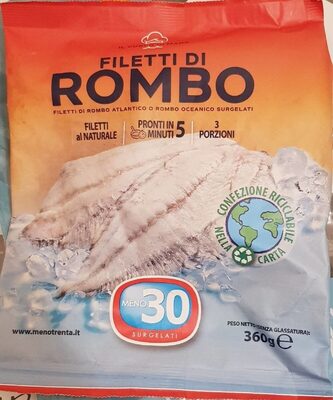 FILETTI DI
ROMBO
FILETTI DI ROMBO ATLANTICO O ROMBO OCEANICO SURGELATI
FILETTI
al NATURALE
PRONTI IN
MINUTI 5
3
PORZIONI
CONFEZIONE RICICLABILE
NELLA CARTA
MENO 30
SURGELATI
www.menotrenta.it
PESO NETTO (SENZA GLASSATURA):
360g e